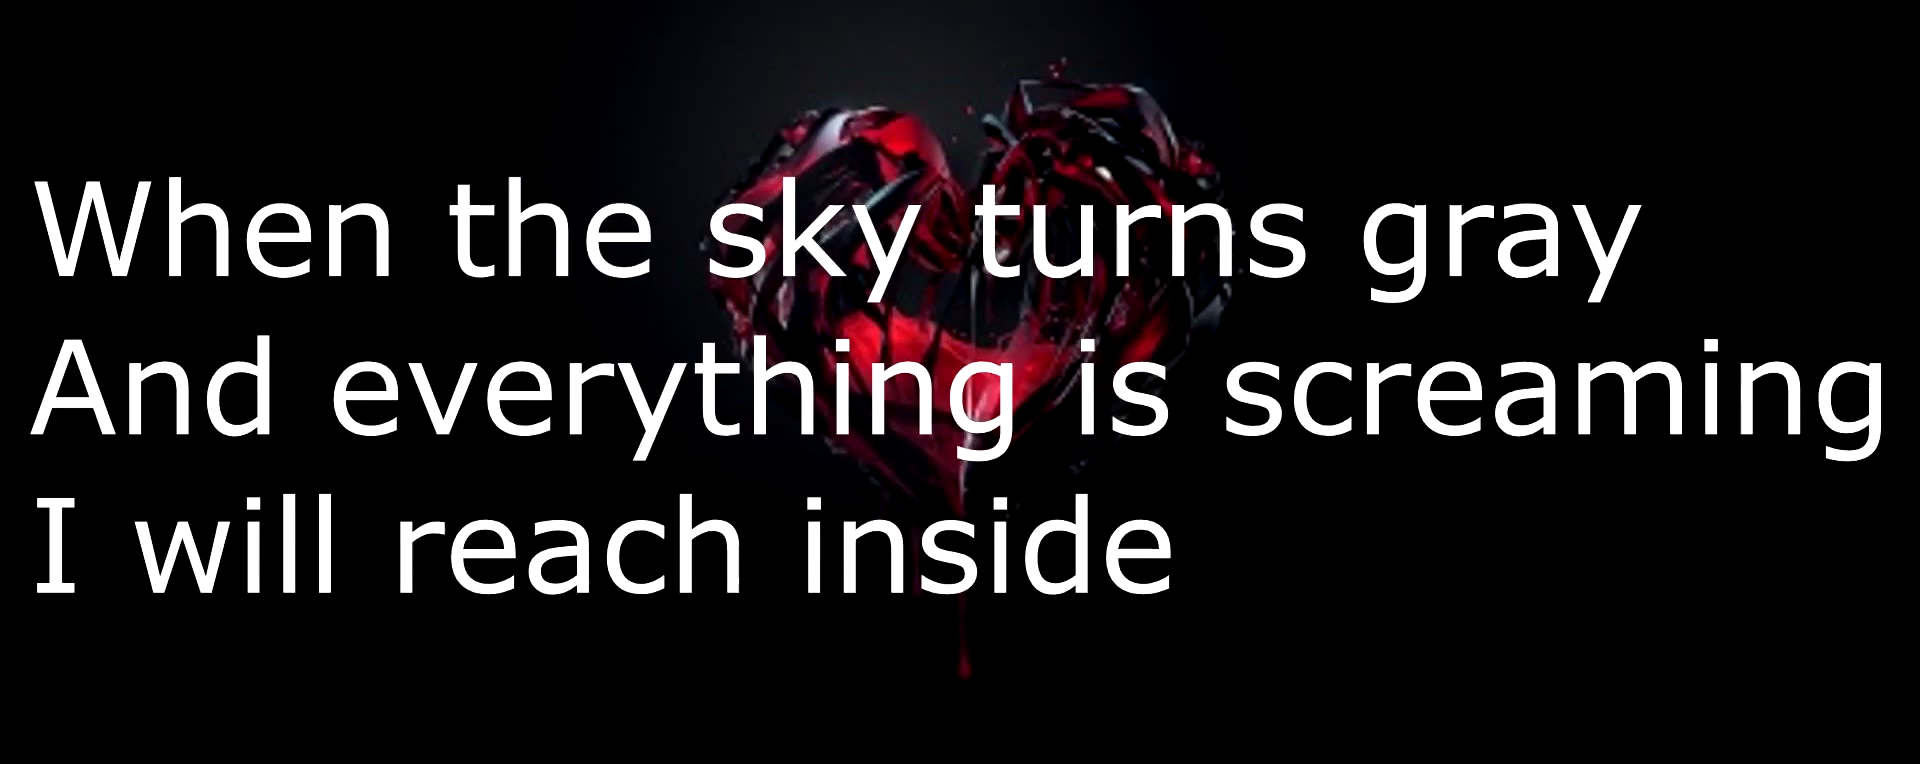 When the sky turns gray
And everything is screaming
I will reach inside